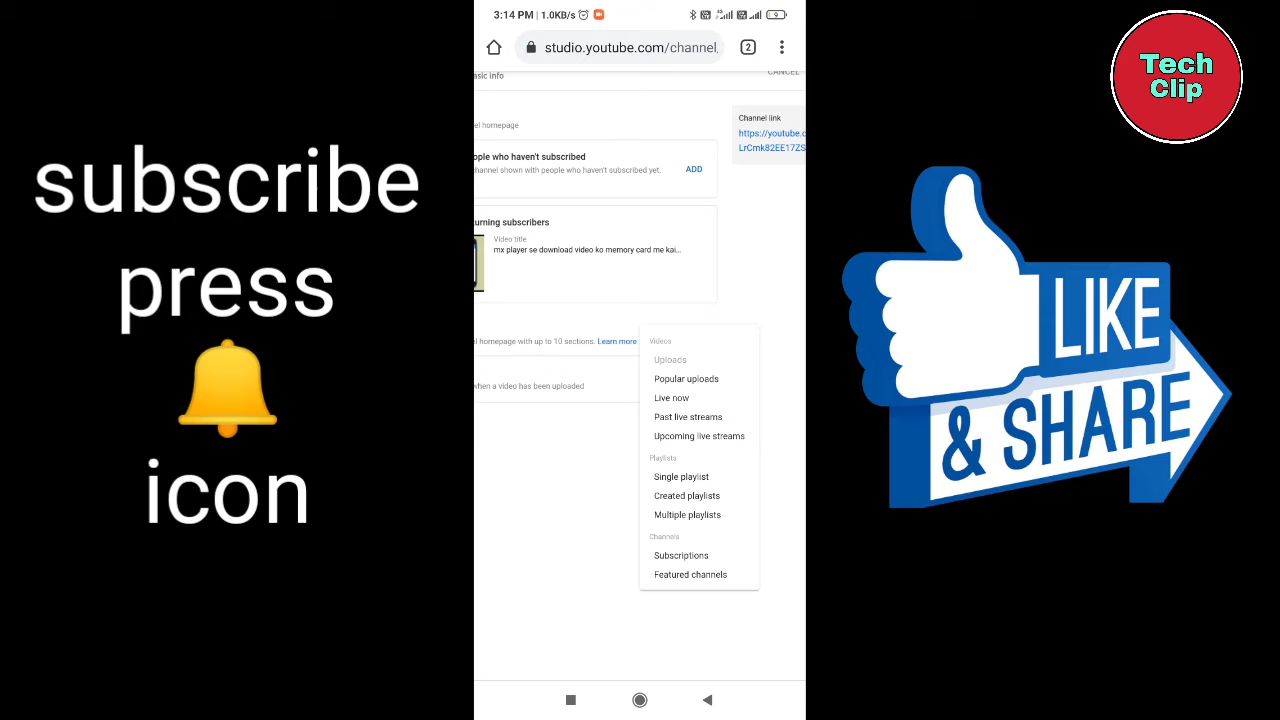 subscribe
press
icon
3:14 PM | 1.0KB/s
9
studio.youtube.com/channel
2
asic info
CANCEL
el homepage
ople who haven't subscribed
channel shown with people who haven't subscribed yet.
ADD
urning subscribers
Video title
mx player se download video ko memory card me kai...
Channel link
https://youtube.c
LrCmk82EE17ZS
el homepage with up to 10 sections. Learn more
when a video has been uploaded
Videos
Uploads
Popular uploads
Live now
Past live streams
Upcoming live streams
Playlists
Single playlist
Created playlists
Multiple playlists
Channels
Subscriptions
Featured channels
Tech
Clip
LIKE
& SHARE